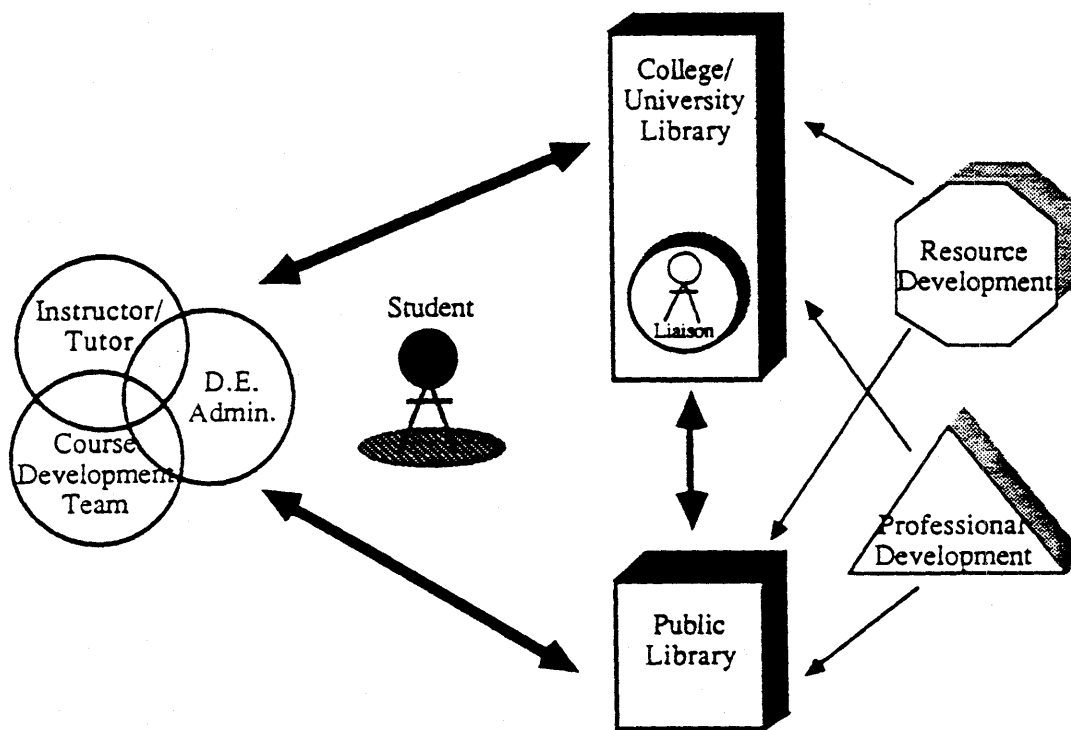 College/
University
Library
Liaison
Resource
Development
Student
Instructor/
Tutor
D.E.
Admin.
Course
Development
Team
Professional
Development
Public
Library